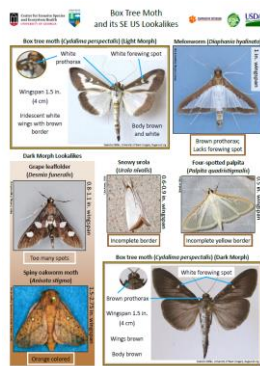 Box Tree Moth
and its SE US Lookalikes
Box tree moth (Cydalima perspectalis) (Light Morph)
White
prothorax
White forewing spot
Wingspan 1.5 in.
(4 cm)
Iridescent white
wings with brown
border
Body brown
and white
Melonworm (Diaphania hyalinata)
Brown prothorax;
Lacks forewing spot
Dark Morph Lookalikes
Grape leaffolder
(Desmia funeralis)
Too many spots
Snowy urola
(Urola nivalis)
Incomplete border
Four-spotted palpita
(Palpita quadristigmalis)
Incomplete yellow border
Spiny oakworm moth
(Anisota stigma)
Orange colored
Box tree moth (Cydalima perspectalis) (Dark Morph)
White forewing spot
Brown prothorax
Wingspan 1.5 in.
(4 cm)
Wings brown
Body brown